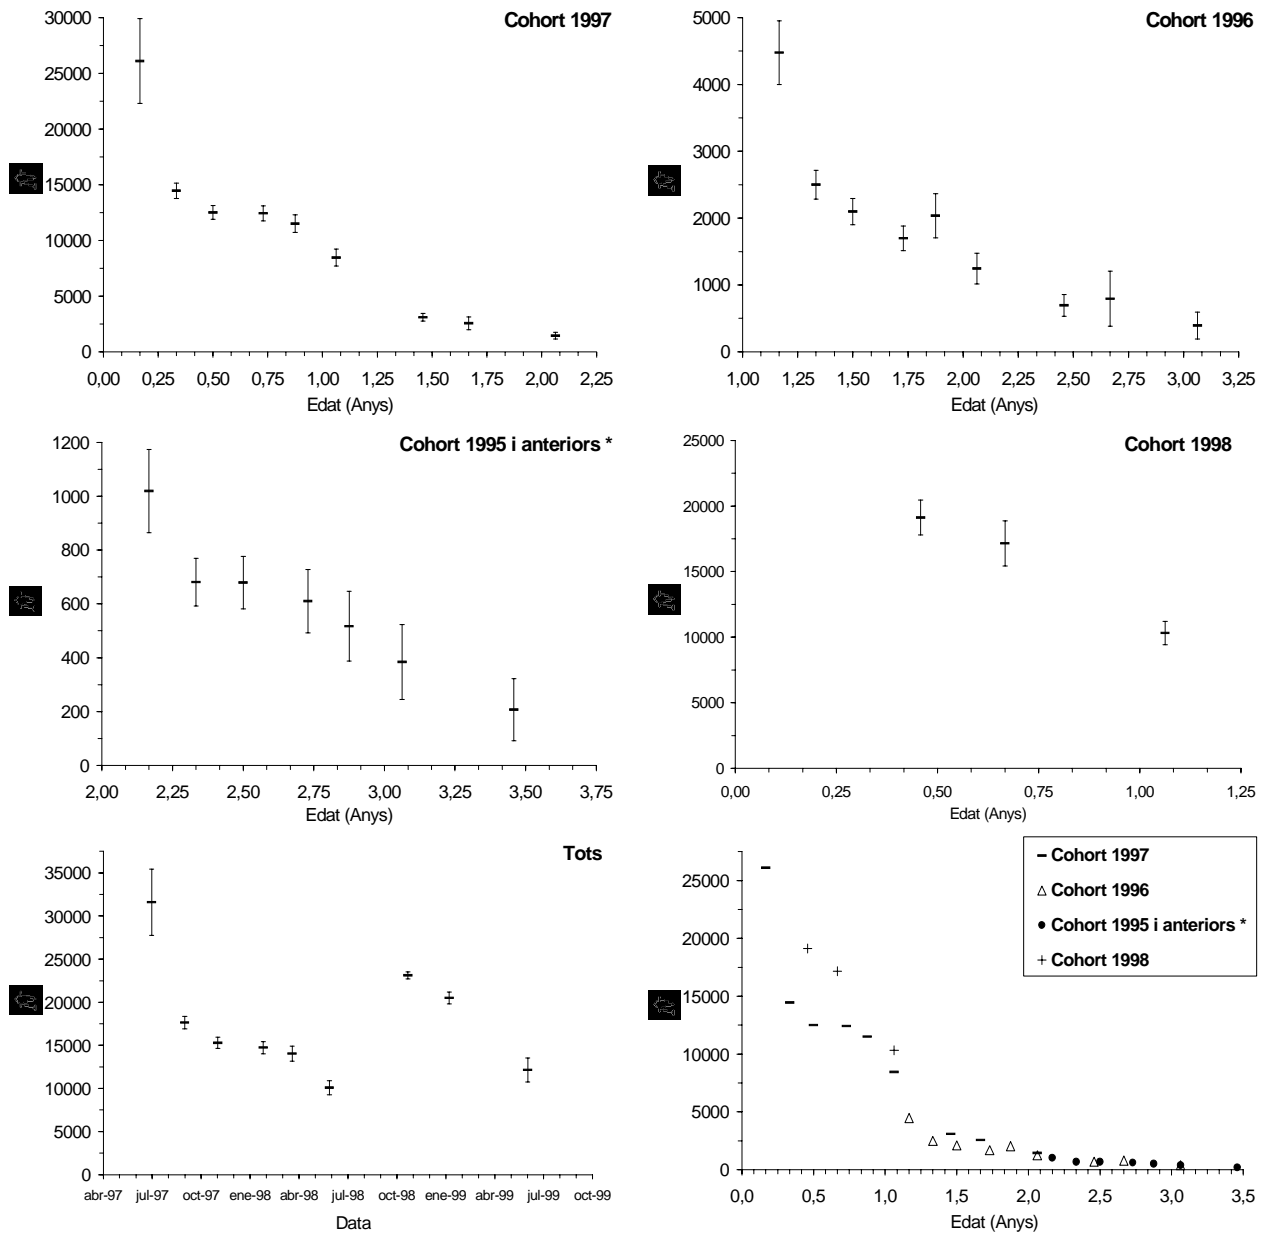 Cohort 1997
30000
25000
20000
15000
10000
5000
0
0,00 0,25 0,50 0,75 1,00 1,25 1,50 1,75 2,00 2,25
Edat (Anys)
Cohort 1996
5000
4000
3000
2000
1000
0
1,00 1,25 1,50 1,75 2,00 2,25 2,50 2,75 3,00 3,25
Edat (Anys)
Cohort 1995 i anteriors *
1200
1000
800
600
400
200
0
2,00 2,25 2,50 2,75 3,00 3,25 3,50 3,75
Edat (Anys)
Cohort 1998
25000
20000
15000
10000
5000
0
0,00 0,25 0,50 0,75 1,00 1,25
Edat (Anys)
Tots
35000
30000
25000
20000
15000
10000
5000
0
abr-97 jul-97 oct-97 ene-98 abr-98 jul-98 oct-98 ene-99 abr-99 jul-99 oct-99
Data
Cohort 1997
Cohort 1996
Cohort 1995 i anteriors *
Cohort 1998
25000
20000
15000
10000
5000
0
0,0 0,5 1,0 1,5 2,0 2,5 3,0 3,5
Edat (Anys)